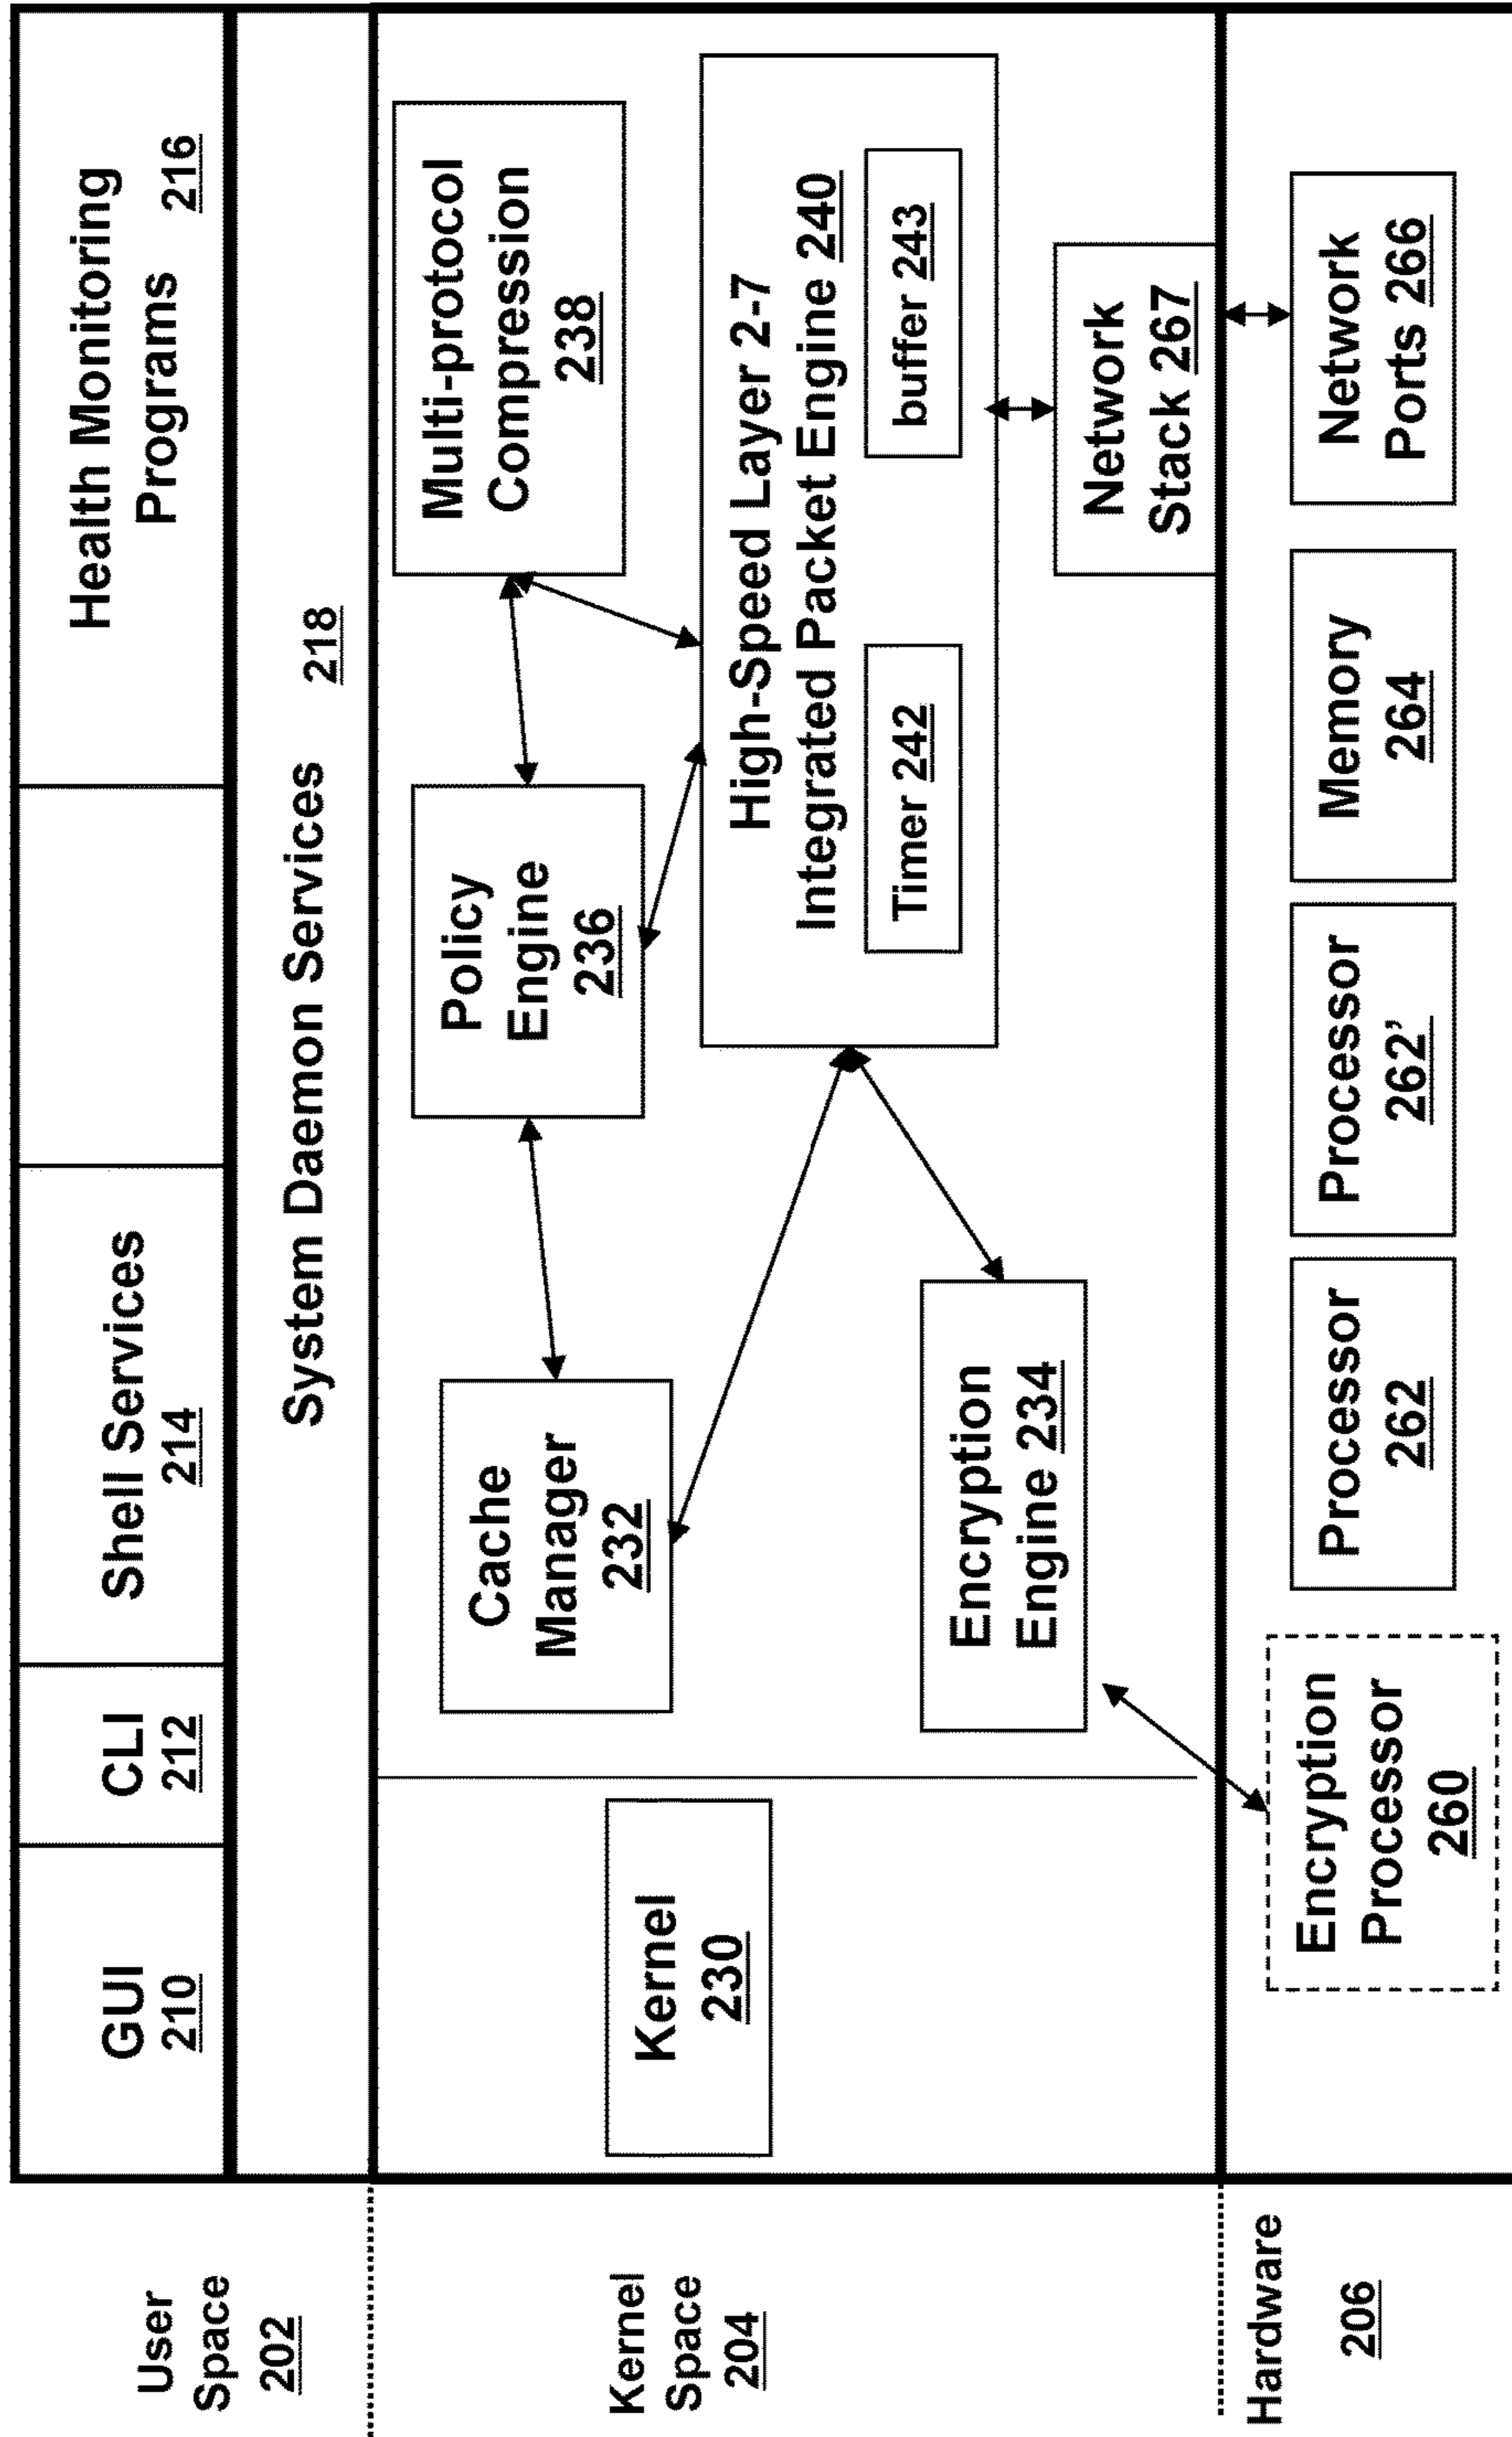 User
Space
202
GUI
210
CLI
212
Shell Services
214
Health Monitoring
Programs 216
System Daemon Services 218
Kernel
Space
204
Kernel
230
Cache
Manager
232
Policy
Engine
236
Multi-protocol
Compression
238
High-Speed Layer 2-7
Integrated Packet Engine 240
Timer 242
buffer 243
Encryption
Engine 234
Network
Stack 267
Hardware
206
Encryption
Processor
260
Processor
262
Processor
262’
Memory
264
Network
Ports 266